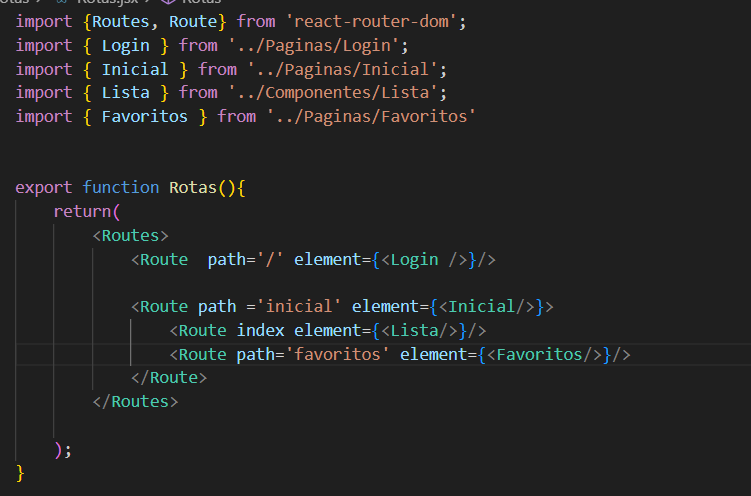 Rotas.jsx > Rotas
import {Routes, Route} from 'react-router-dom';
import { Login } from '../Paginas/Login';
import { Inicial } from '../Paginas/Inicial';
import { Lista } from '../Componentes/Lista';
import { Favoritos } from '../Paginas/Favoritos'
export function Rotas(){
return(
<Routes>
<Route  path='/' element={<Login />}/>
<Route path ='inicial' element={<Inicial/>}>
<Route index element={<Lista/>}/>
<Route path='favoritos' element={<Favoritos/>}/>
</Route>
</Routes>
);
}